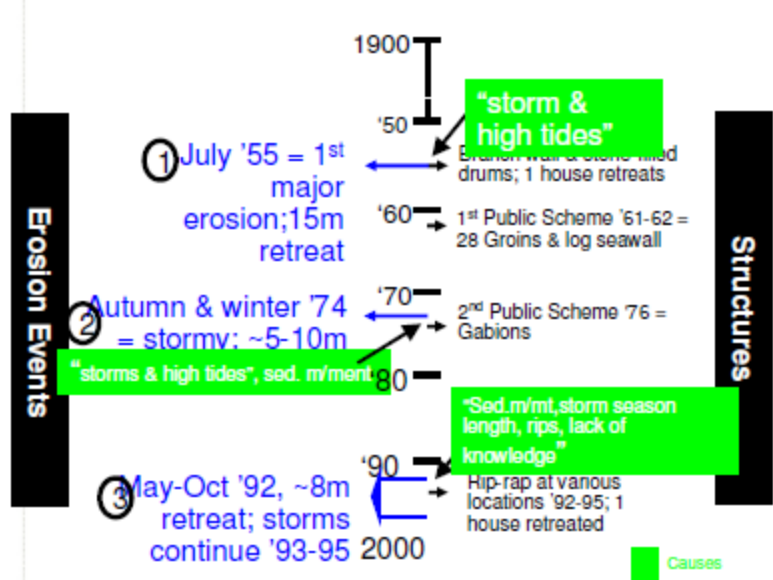 1900
"storm &
high tides"
'50
1
July '55 = 1st
major
erosion;15m
retreat
drums; 1 house retreats
'60
1st Public Scheme '61-62 =
28 Groins & log seawall
Erosion Events
Structures
'70
2
Autumn & winter '74
= stormy; ~5-10m
2nd Public Scheme '76 =
Gabions
"storms & high tides", sed. m/ment
'80
"Sed.m/mt,storm season
length, rips, lack of
knowledge"
'90
3
May-Oct '92, ~8m
retreat; storms
continue '93-95
Rip-rap at various
locations '92-95; 1
house retreated
2000
Causes